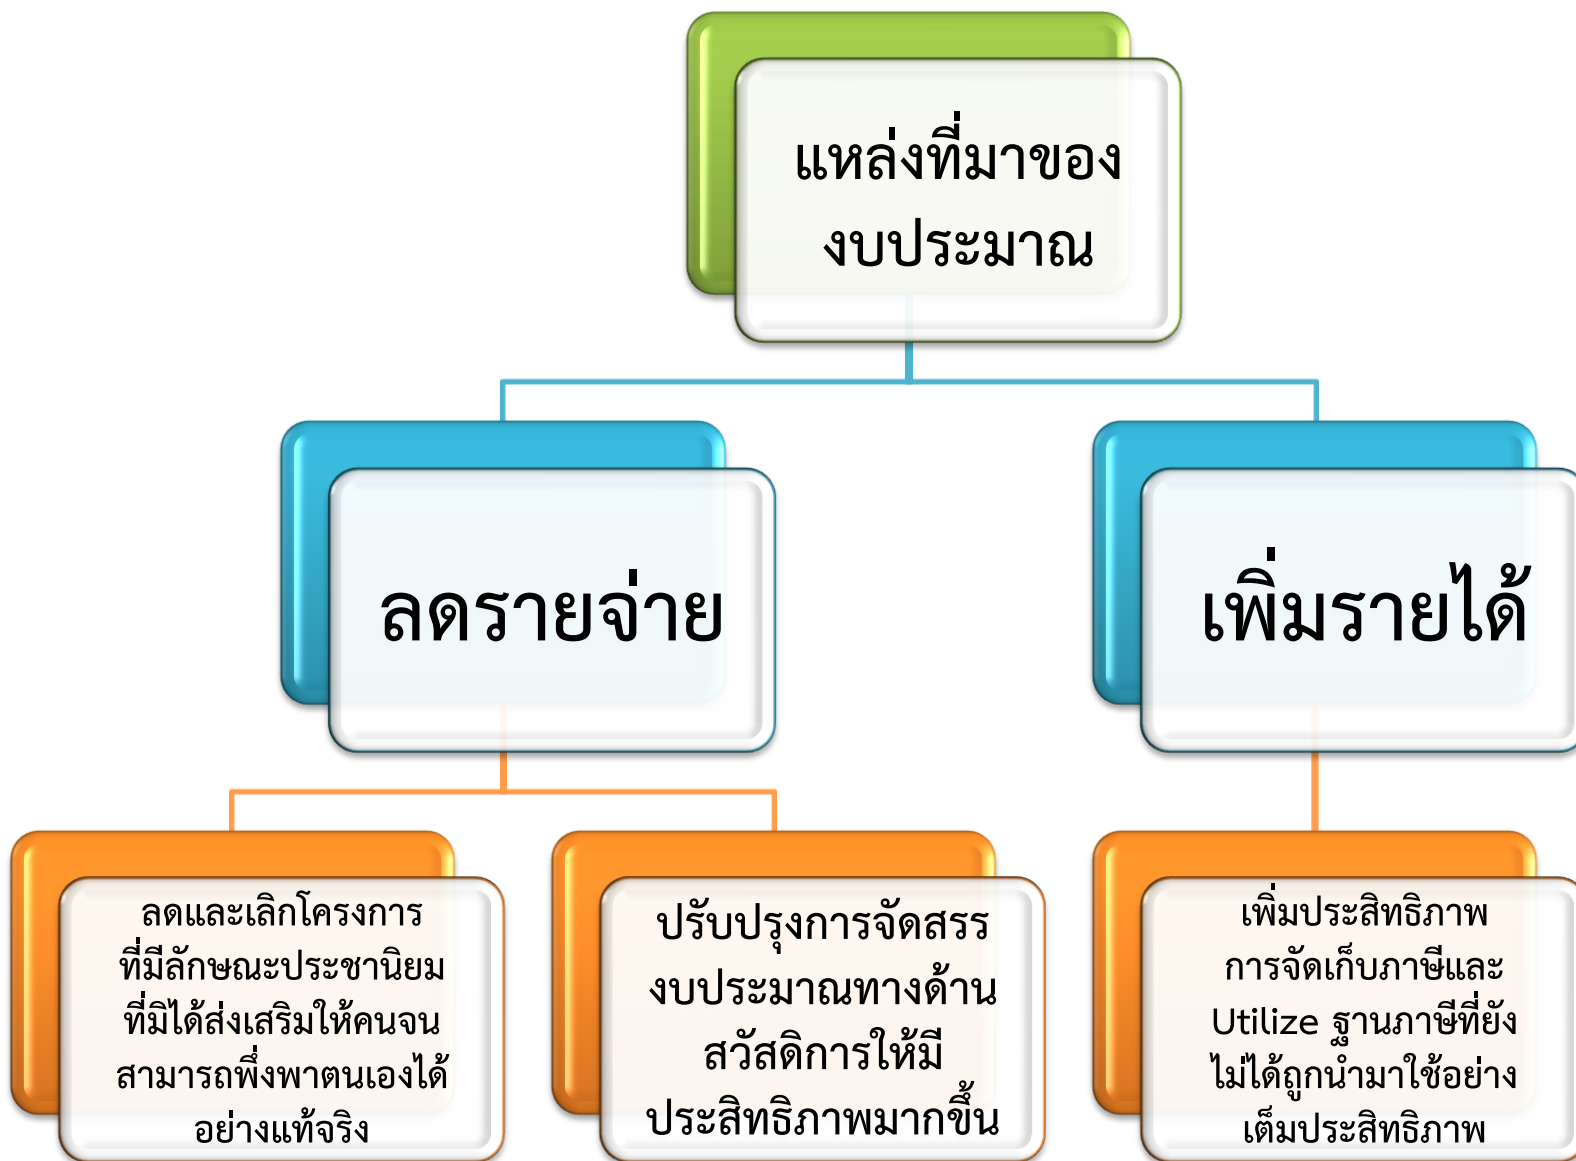 แหล่งที่มาของ
งบประมาณ
ลดรายจ่าย
เพิ่มรายได้
ลดและเลิกโครงการ
ที่มีลักษณะประชานิยม
ที่มิได้ส่งเสริมให้คนจน
สามารถพึ่งพาตนเองได้
อย่างแท้จริง
ปรับปรุงการจัดสรร
งบประมาณทางด้าน
สวัสดิการให้มี
ประสิทธิภาพมากขึ้น
เพิ่มประสิทธิภาพ
การจัดเก็บภาษีและ
Utilize ฐานภาษีที่ยัง
ไม่ได้ถูกนำมาใช้อย่าง
เต็มประสิทธิภาพ